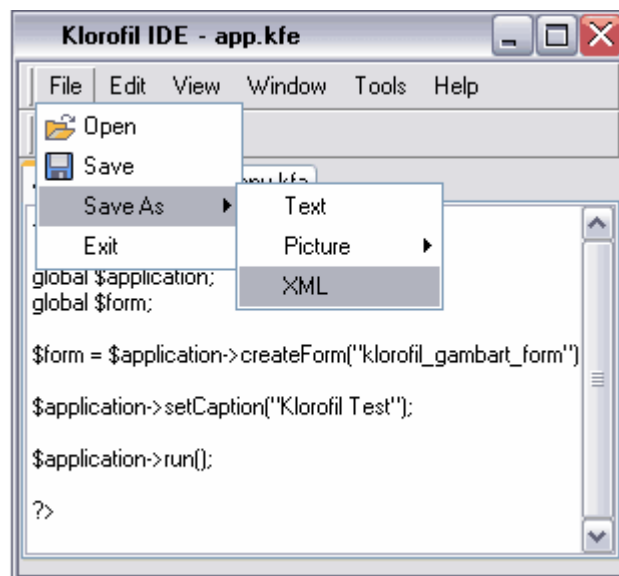 Klorofil IDE - app.kfe
File Edit View Window Tools Help
Open
Save
Save As
Exit
Text
Picture
XML
global $application;
global $form;
$form = $application->createForm("klorofil_gambart_form")
$application->setCaption("Klorofil Test");
$application->run();
?>